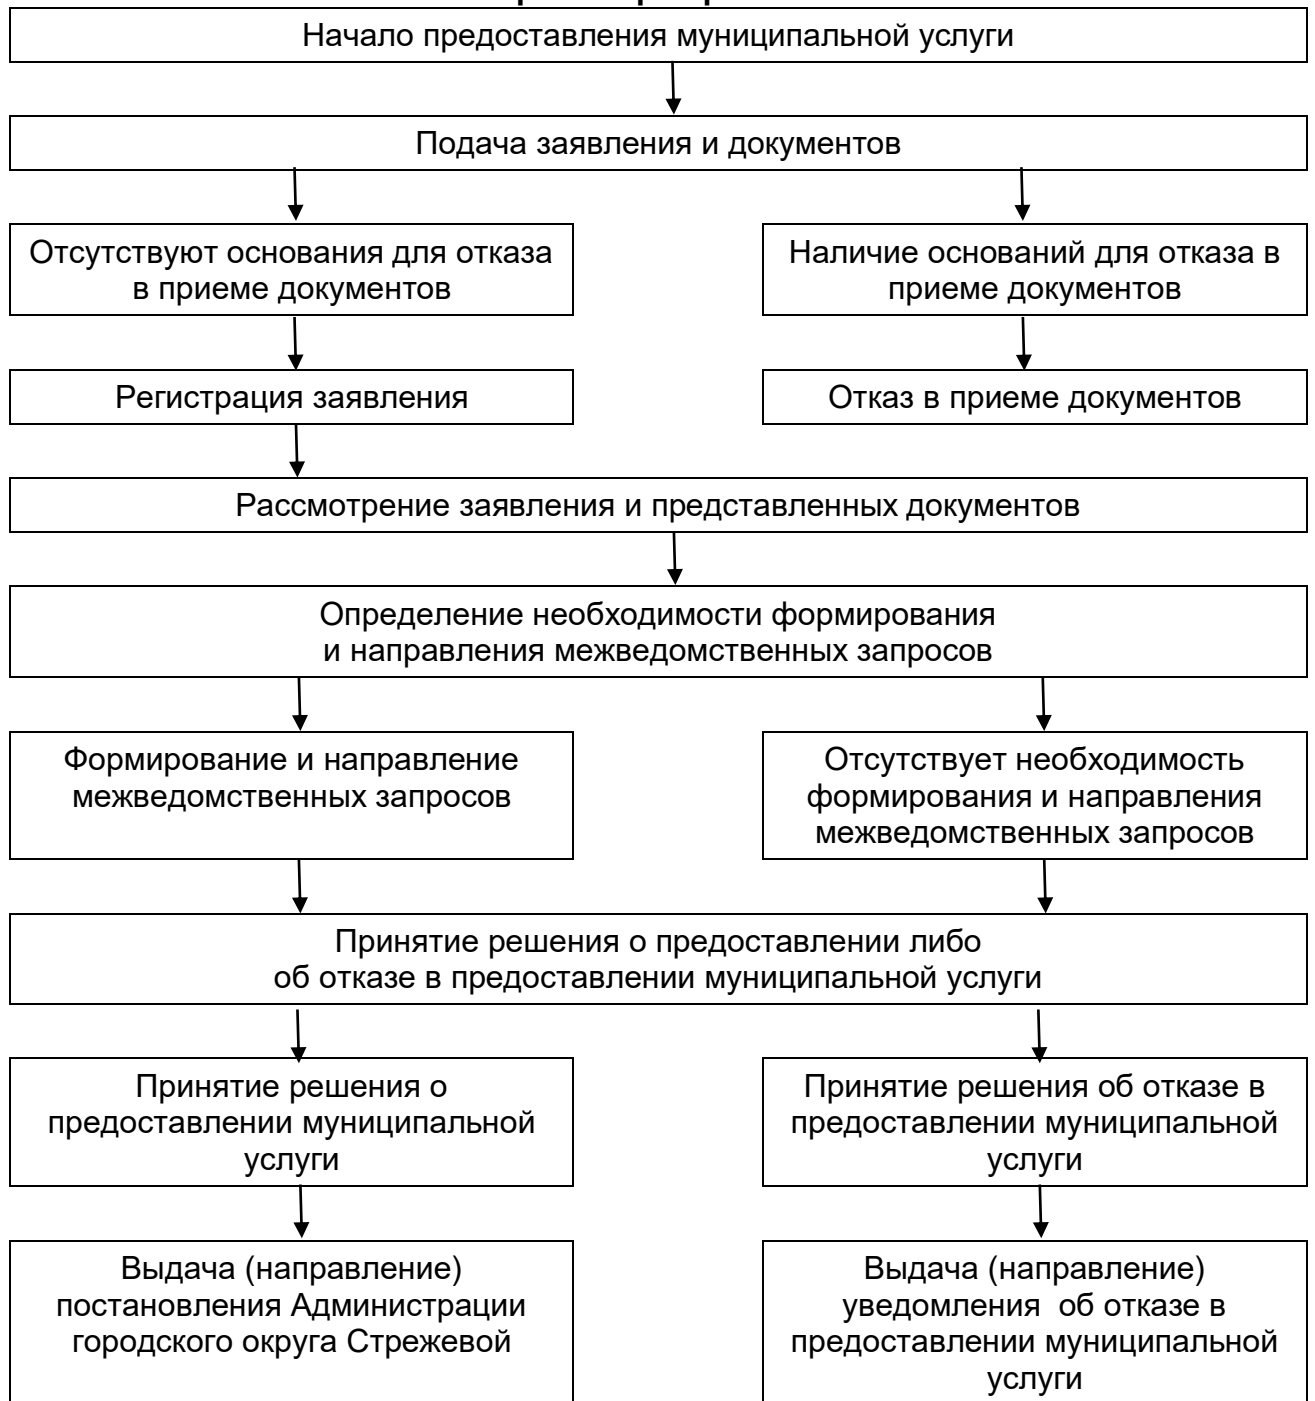 Начало предоставления муниципальной услуги
Подача заявления и документов
Отсутствуют основания для отказа
в приеме документов
Наличие оснований для отказа в
приеме документов
Регистрация заявления
Отказ в приеме документов
Рассмотрение заявления и представленных документов
Определение необходимости формирования
и направления межведомственных запросов
Формирование и направление
межведомственных запросов
Отсутствует необходимость
формирования и направления
межведомственных запросов
Принятие решения о предоставлении либо
об отказе в предоставлении муниципальной услуги
Принятие решения о
предоставлении муниципальной
услуги
Принятие решения об отказе в
предоставлении муниципальной
услуги
Выдача (направление)
постановления Администрации
городского округа Стрежевой
Выдача (направление)
уведомления  об отказе в
предоставлении муниципальной
услуги